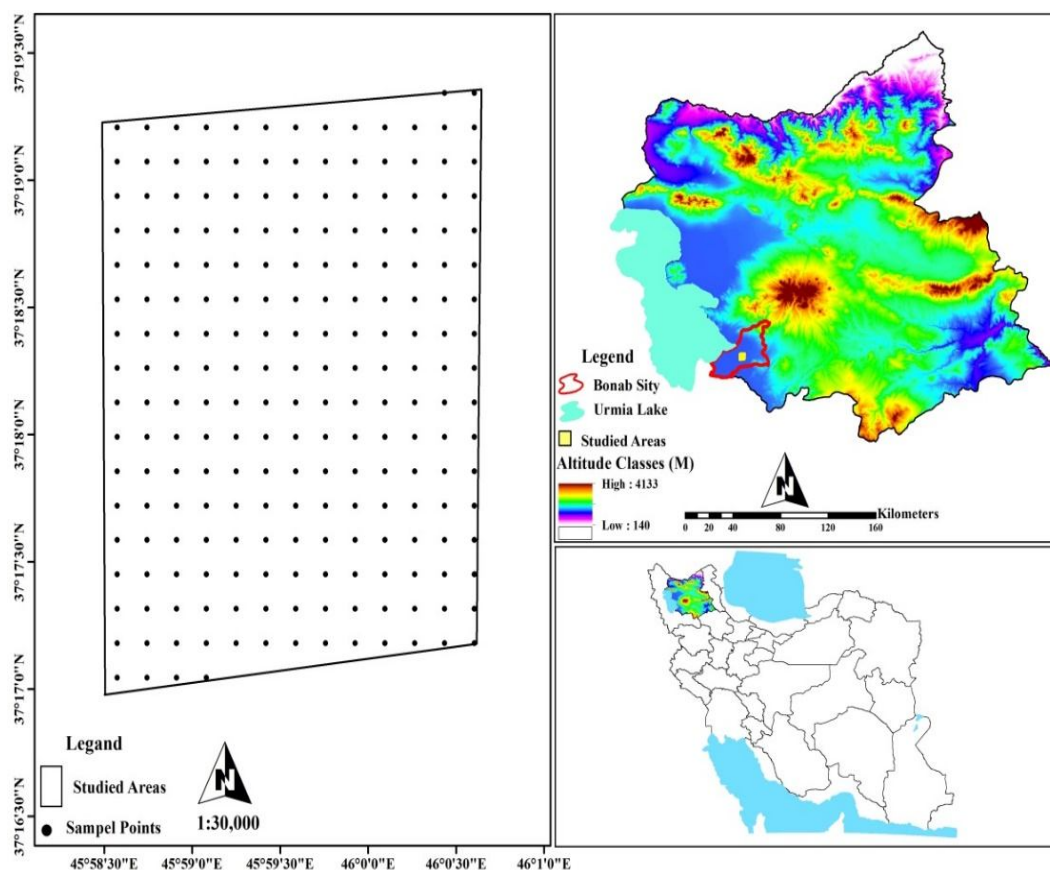 37°19'30"N
37°19'0"N
37°18'30"N
37°18'0"N
37°17'30"N
37°17'0"N
37°16'30"N
Legand
Studied Areas
Sampel Points
N
1:30,000
45°58'30"E
45°59'0"E
45°59'30"E
46°0'0"E
46°0'30"E
46°1'0"E
Legend
Bonab Sity
Urmia Lake
Studied Areas
Altitude Classes (M)
High : 4133
Low : 140
N
Kilometers
0 10 20 40 80 120 160